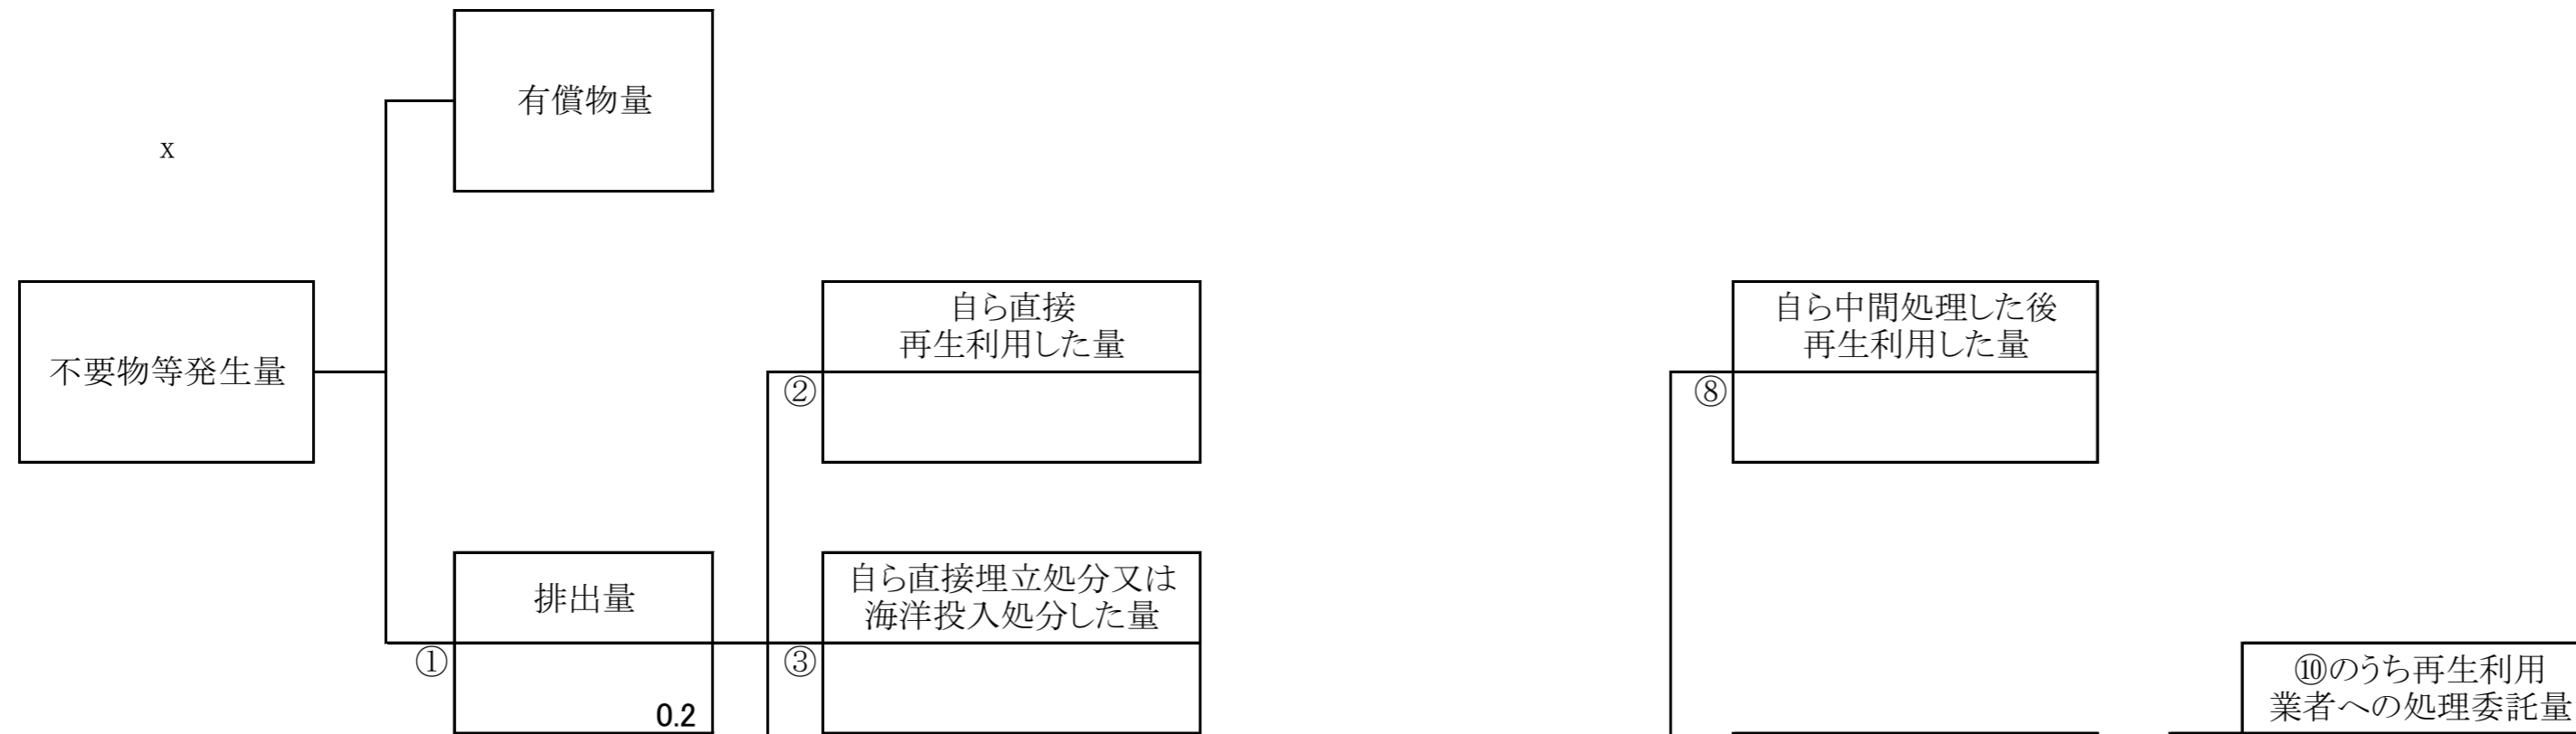 有償物量
x
不要物等発生量
自ら直接
再生利用した量
②
自ら中間処理した後
再生利用した量
⑧
排出量
①
0.2
自ら直接埋立処分又は
海洋投入処分した量
③
⑩のうち再生利用
業者への処理委託量